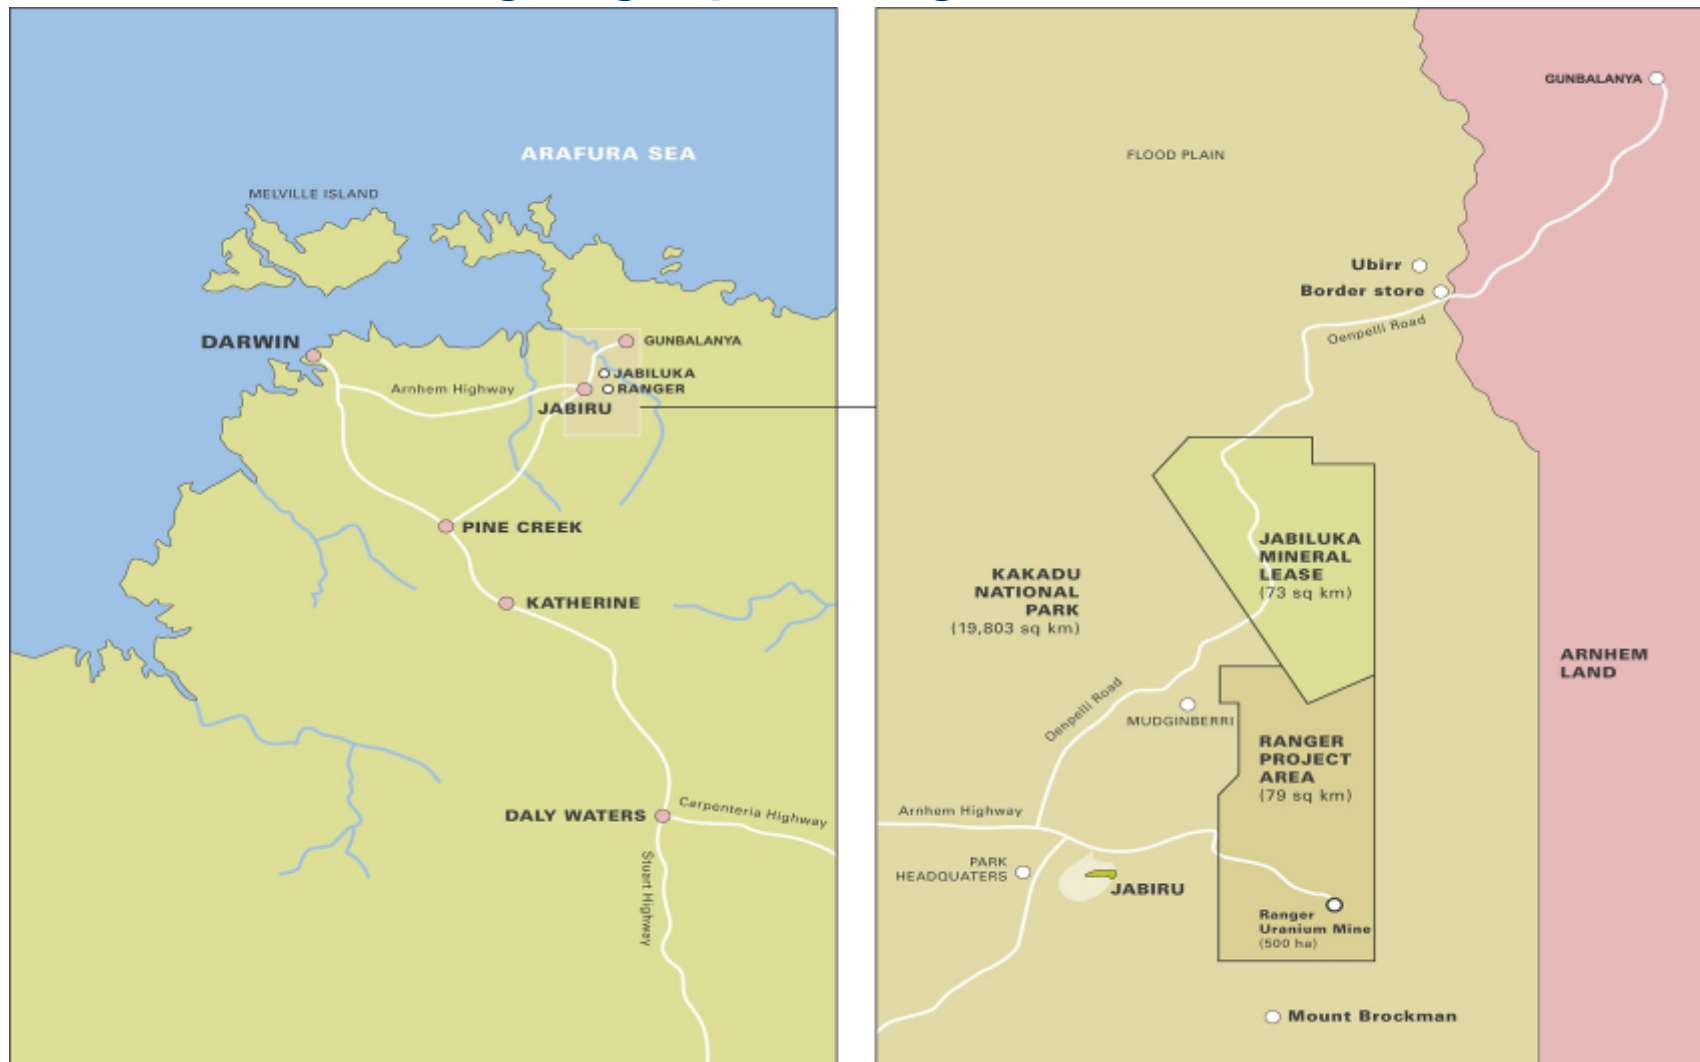 ARAFURA SEA
MELVILLE ISLAND
DARWIN
GUNBALANYA
JABILUKA
Arnhem Highway
RANGER
JABIRU
PINE CREEK
KATHERINE
DALY WATERS
Carpenteria Highway
Stuart Highway
GUNBALANYA
FLOOD PLAIN
Ubirr
Border store
Oenpelli Road
JABILUKA
MINERAL
LEASE
(73 sq km)
KAKADU
NATIONAL
PARK
(19,803 sq km)
ARNHEM
LAND
Oenpelli Road
MUDGINBERRI
RANGER
PROJECT
AREA
(79 sq km)
Arnhem Highway
PARK
HEADQUATERS
JABIRU
Ranger
Uranium Mine
(500 ha)
Mount Brockman